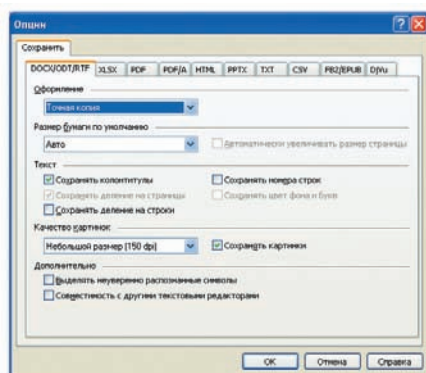 Опции
Сохранить
DOCX/ODT/RTF XLSX PDF PDF/A HTML PPTX TXT CSV FB2/EPUB DjVu
Оформление
Точная копия
Размер бумаги по умолчанию
Авто Автоматически увеличивать размер страницы
Текст
Сохранять колонтитулы Сохранять номера строк
Сохранять деление на страницы Сохранять цвет фона и букв
Сохранять деление на строки
Качество картинок
Небольшой размер (150 dpi) Сохранять картинки
Дополнительно
Выделять неуверенно распознанные символы
Совместимость с другими текстовыми редакторами
ОК Отмена Справка